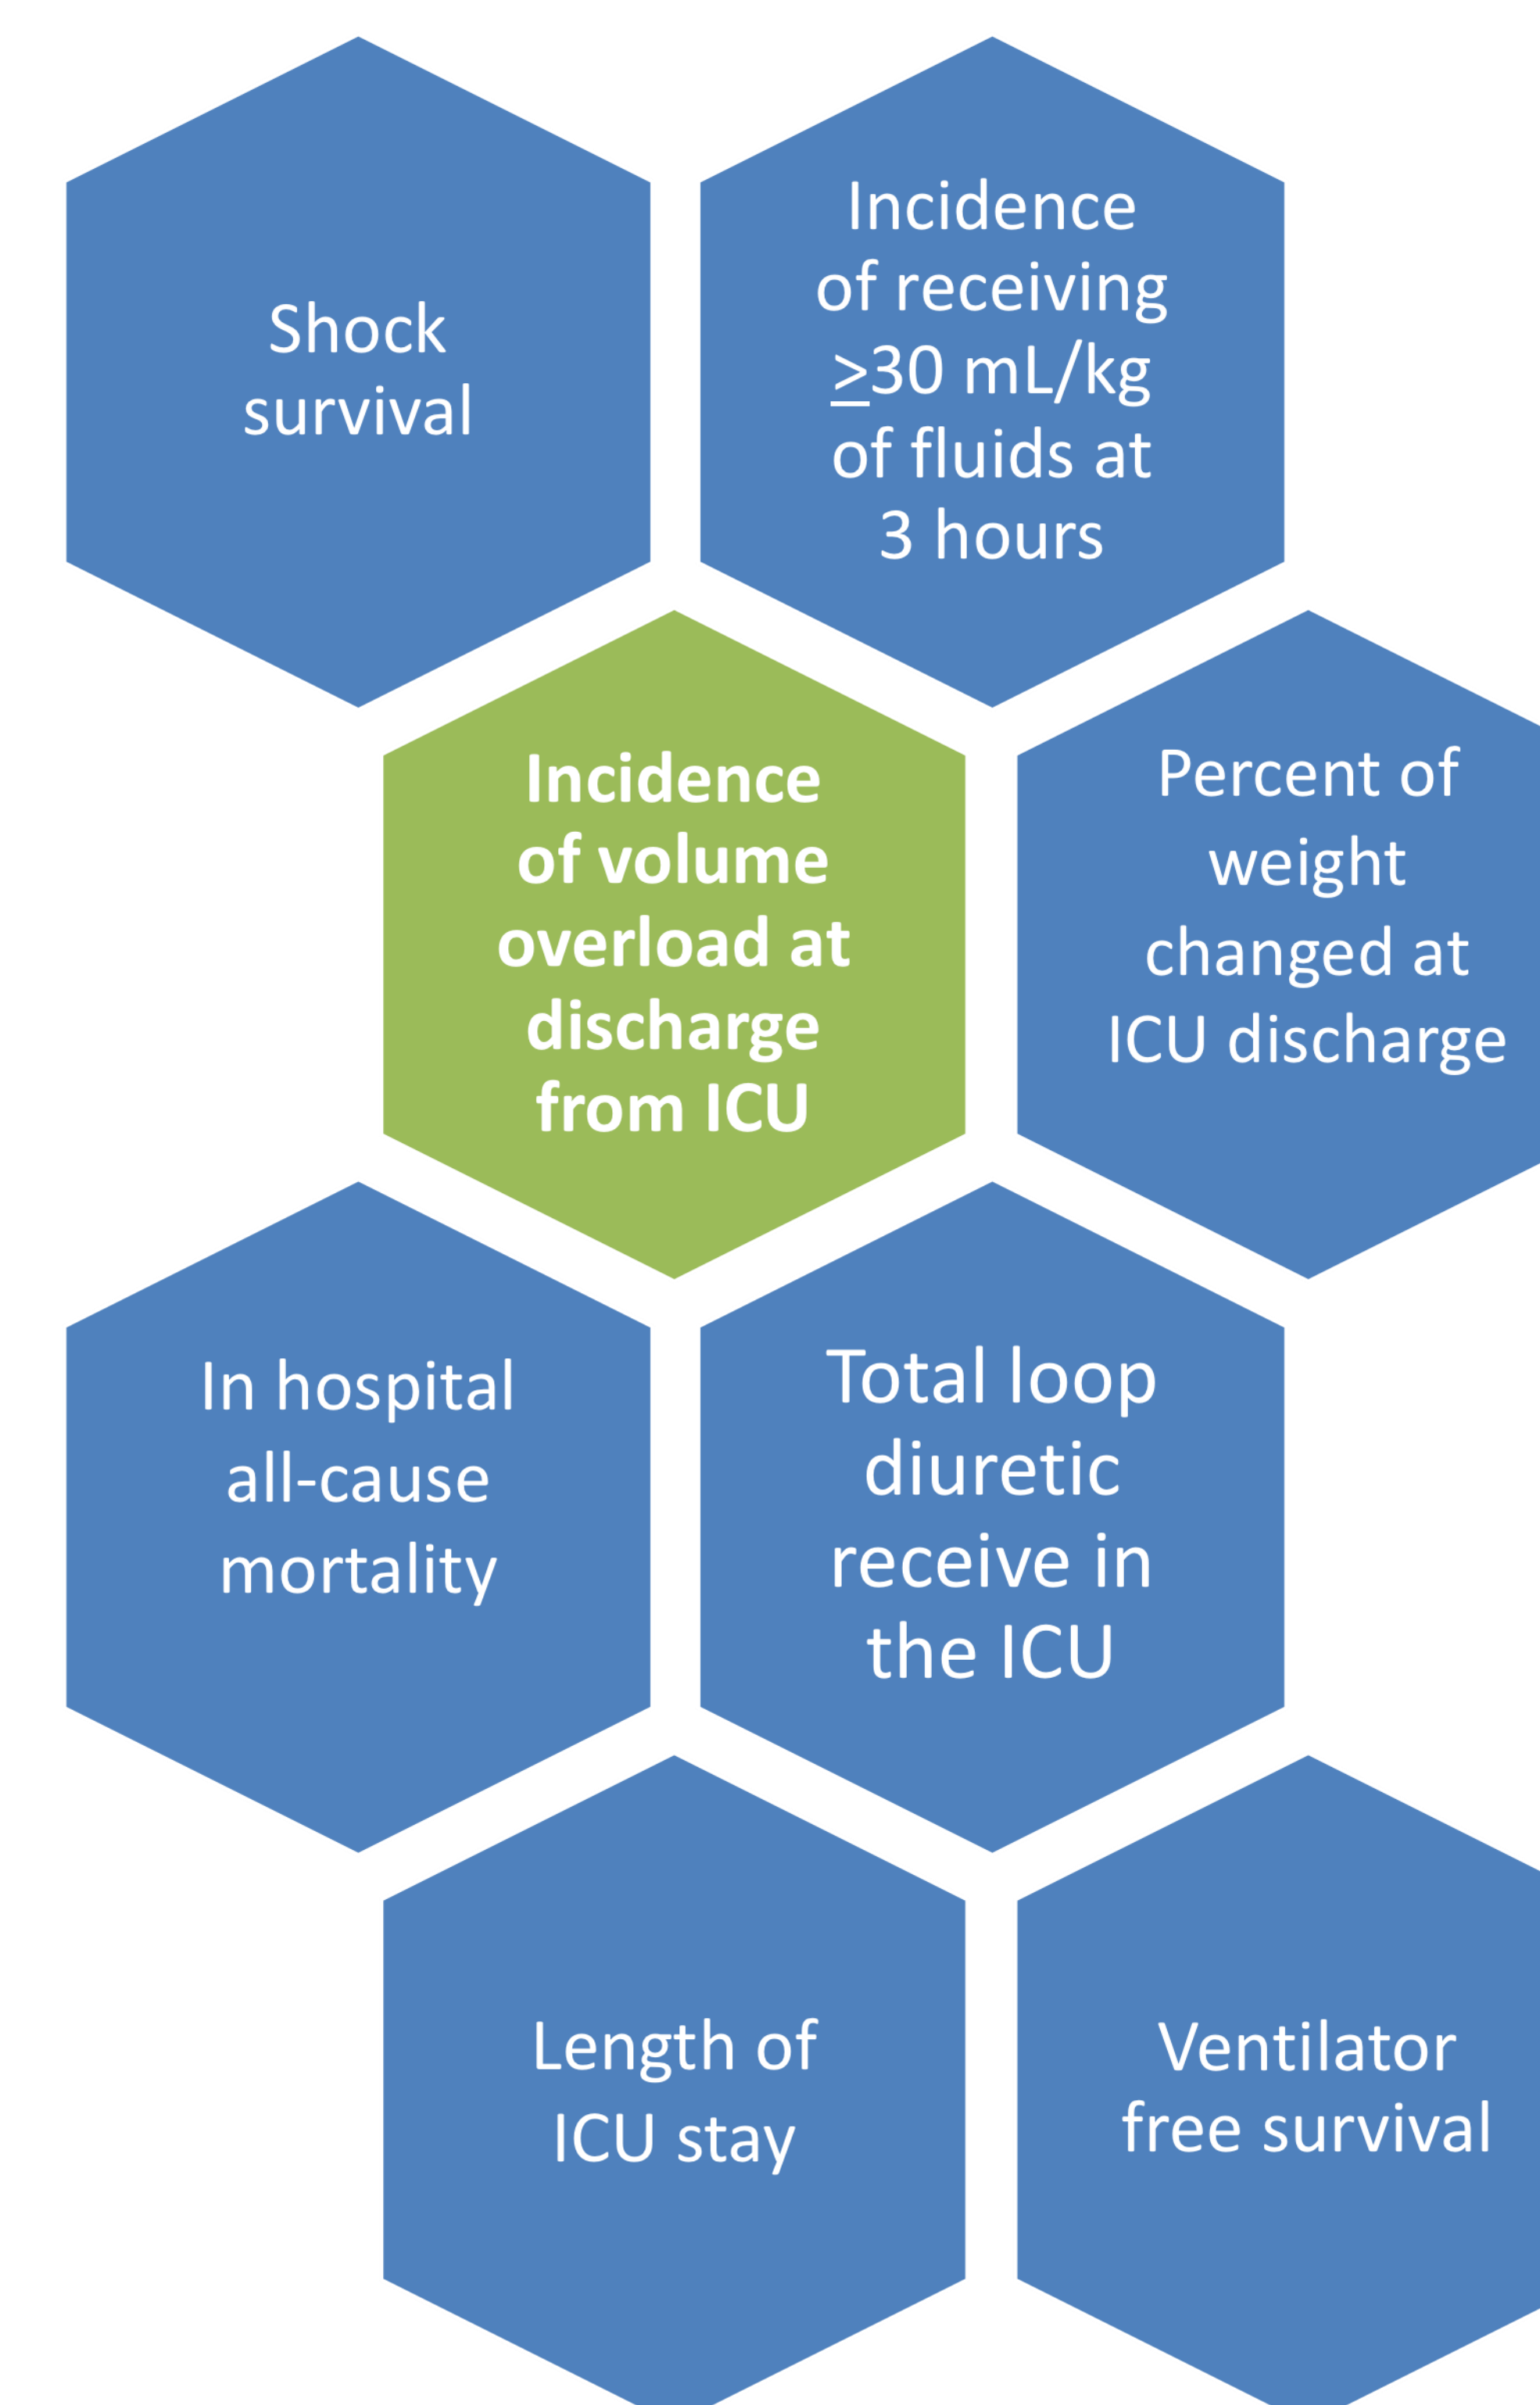 Shock
survival
Incidence
of receiving
≥30 mL/kg
of fluids at
3 hours
Incidence
of volume
overload at
discharge
from ICU
Percent of
weight
changed at
ICU discharge
In hospital
all-cause
mortality
Total loop
diuretic
receive in
the ICU
Length of
ICU stay
Ventilator
free survival